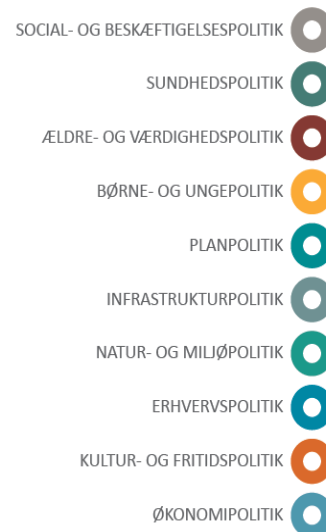 SOCIAL- OG BESKÆFTIGELSESPOLITIK
SUNDHEDSPOLITIK
ÆLDRE- OG VÆRDIGHEDSPOLITIK
BØRNE- OG UNGEPOLITIK
PLANPOLITIK
INFRASTRUKTURPOLITIK
NATUR- OG MILJØPOLITIK
ERHVERVSPOLITIK
KULTUR- OG FRITIDSPOLITIK
ØKONOMIPOLITIK